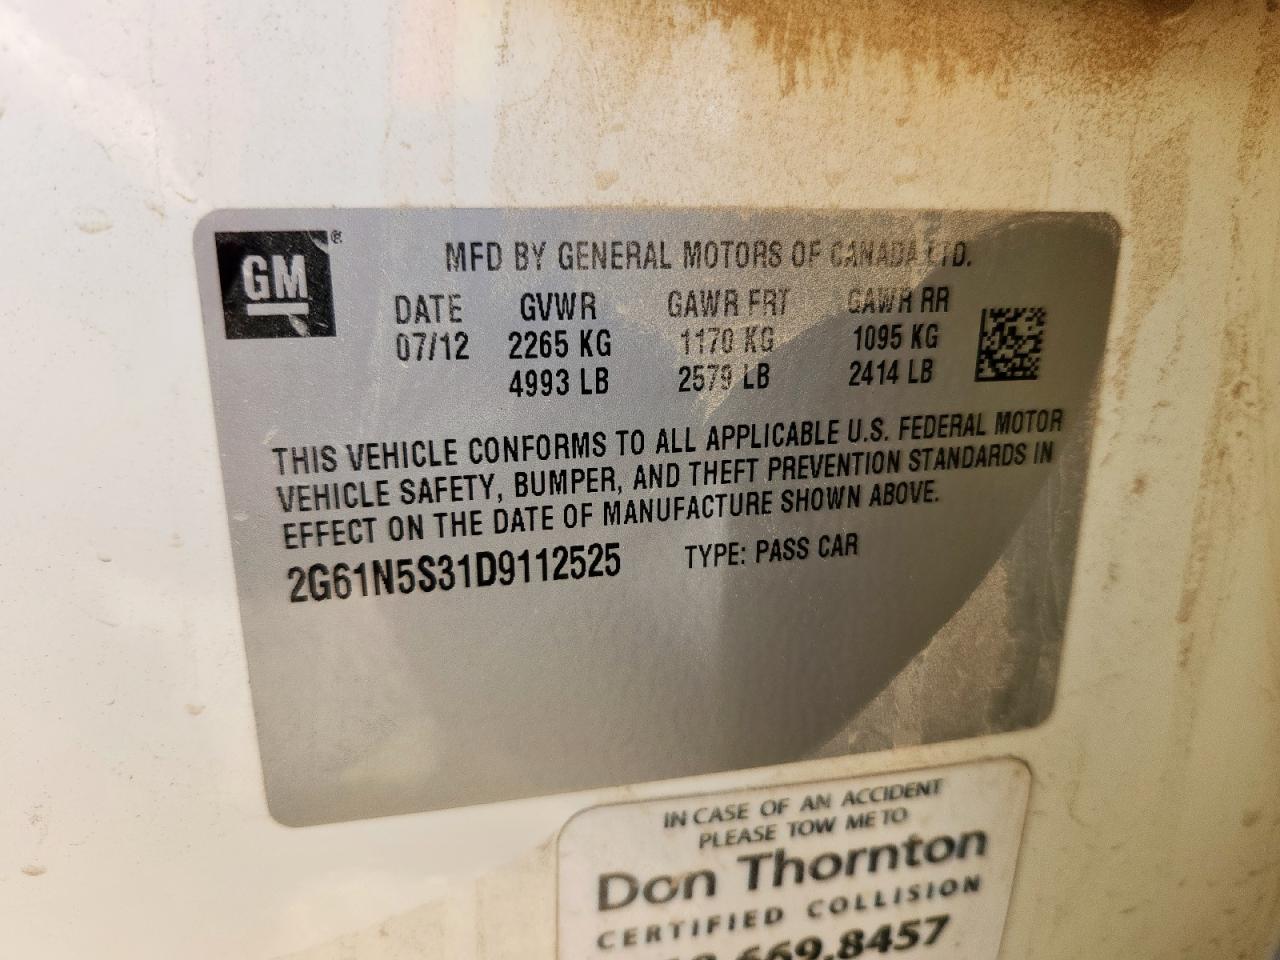 GM ®
MFD BY GENERAL MOTORS OF CANADA LTD.
DATE GVWR GAWR FRT GAWR RR
07/12 2265 KG 1170 KG 1095 KG
4993 LB 2579 LB 2414 LB
THIS VEHICLE CONFORMS TO ALL APPLICABLE U.S. FEDERAL MOTOR
VEHICLE SAFETY, BUMPER, AND THEFT PREVENTION STANDARDS IN
EFFECT ON THE DATE OF MANUFACTURE SHOWN ABOVE.
2G61N5S31D9112525 TYPE: PASS CAR
IN CASE OF AN ACCIDENT
PLEASE TOW ME TO
Don Thornton
CERTIFIED COLLISION
669.8457